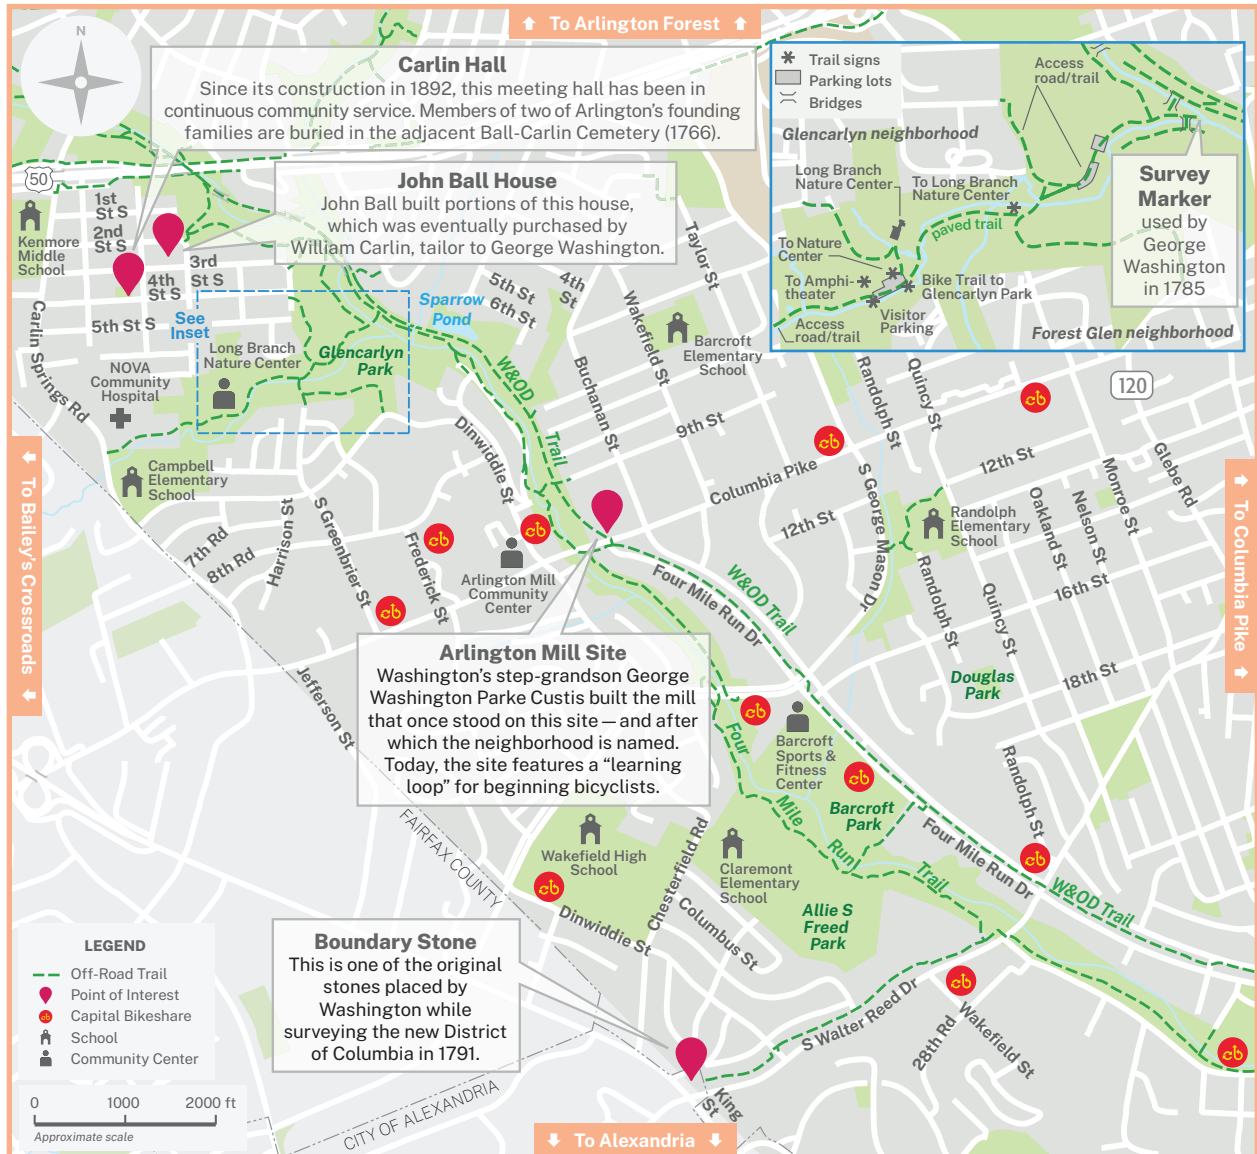 To Arlington Forest
N
Carlin Hall
Since its construction in 1892, this meeting hall has been in
continuous community service. Members of two of Arlington's founding
families are buried in the adjacent Ball-Carlin Cemetery (1766).
John Ball House
John Ball built portions of this house,
which was eventually purchased by
William Carlin, tailor to George Washington.
Trail signs
Parking lots
Bridges
Access
road/trail
Glencarlyn neighborhood
Long Branch
Nature Center
To Long Branch
Nature Center
paved trail
To Nature
Center
To Amphi-
theater
Bike Trail to
Glencarlyn Park
Visitor
Parking
Access
road/trail
Forest Glen neighborhood
Survey
Marker
used by
George
Washington
in 1785
50
1st
St S
2nd
St S
Kenmore
Middle
School
3rd
St S
4th
St S
5th St S
See
Inset
Carlin Springs Rd
NOVA
Community
Hospital
Long Branch
Nature Center
Glencarlyn
Park
Sparrow
Pond
5th St
6th St
4th
St
Taylor St
Wakefield St
Barcroft
Elementary
School
Buchanan St
W&OD
Trail
9th St
Randolph St
Quincy St
120
Dinwiddie St
Columbia Pike
12th St
12th St
Glebe Rd
Monroe St
Nelson St
Oakland St
S George Mason Dr
Randolph
Elementary
School
16th St
Campbell
Elementary
School
To Bailey's Crossroads
To Columbia Pike
7th Rd
8th Rd
Harrison St
S Greenbrier St
Frederick St
Arlington Mill
Community
Center
Four Mile Run Dr
W&OD Trail
Randolph St
Quincy St
18th St
Douglas
Park
Arlington Mill Site
Washington's step-grandson George
Washington Parke Custis built the mill
that once stood on this site — and after
which the neighborhood is named.
Today, the site features a “learning
loop” for beginning bicyclists.
Jefferson St
Four
Mile
Run
Trail
Barcroft
Sports &
Fitness
Center
Barcroft
Park
Randolph St
Four Mile Run Dr
W&OD Trail
FAIRFAX COUNTY
Wakefield High
School
Chesterfield Rd
Claremont
Elementary
School
Allie S
Freed
Park
Dinwiddie St
Columbus St
Boundary Stone
This is one of the original
stones placed by
Washington while
surveying the new District
of Columbia in 1791.
S Walter Reed Dr
28th Rd
Wakefield St
King
St
CITY OF ALEXANDRIA
LEGEND
Off-Road Trail
Point of Interest
Capital Bikeshare
School
Community Center
0 1000 2000 ft
Approximate scale
To Alexandria